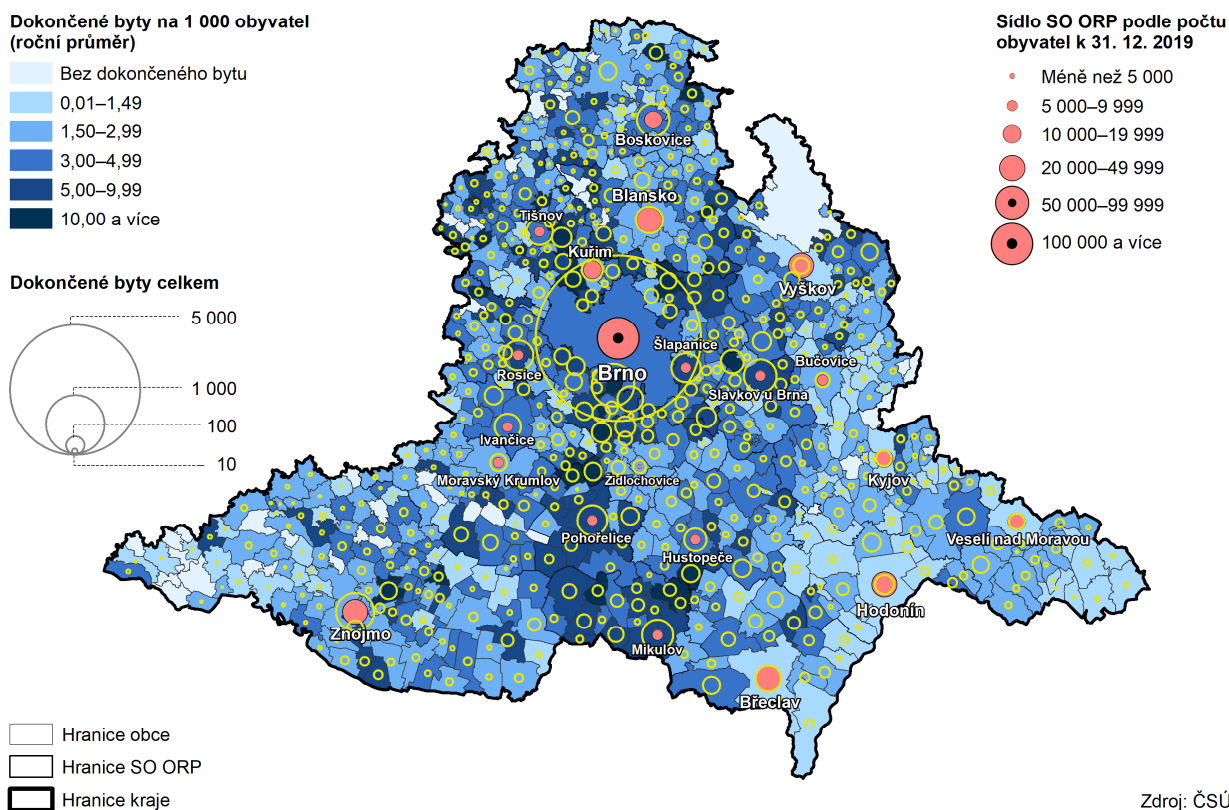 Dokončené byty na 1 000 obyvatel
(roční průměr)
Bez dokončeného bytu
0,01–1,49
1,50–2,99
3,00–4,99
5,00–9,99
10,00 a více
Dokončené byty celkem
5 000
1 000
100
10
Sídlo SO ORP podle počtu
obyvatel k 31. 12. 2019
Méně než 5 000
5 000–9 999
10 000–19 999
20 000–49 999
50 000–99 999
100 000 a více
Boskovice
Blansko
Tišnov
Kuřim
Vyškov
Šlapanice
Bučovice
Rosice
Brno
Slavkov u Brna
Ivančice
Moravský Krumlov
Židlochovice
Kyjov
Pohořelice
Hustopeče
Veselí nad Moravou
Hodonín
Znojmo
Mikulov
Břeclav
Hranice obce
Hranice SO ORP
Hranice kraje
Zdroj: ČSÚ